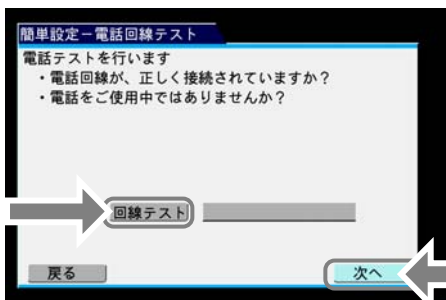 簡単設定－電話回線テスト
電話テストを行います
・電話回線が、正しく接続されていますか？
・電話をご使用中ではありませんか？
回線テスト
戻る
次へ